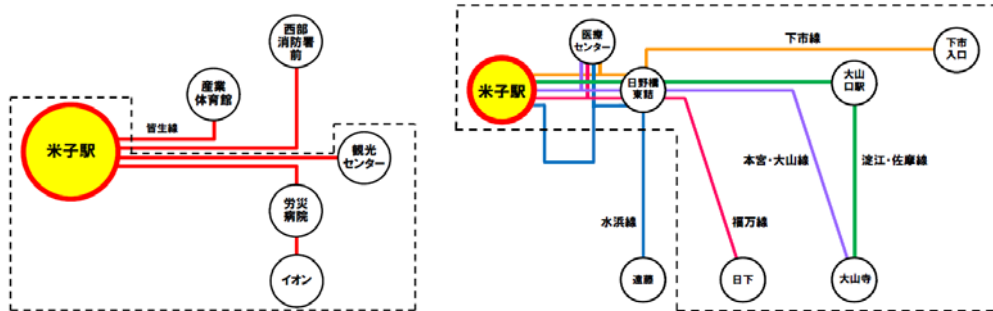 西部
消防署
前
産業
体育館
皆生線
米子駅
観光
センター
労災
病院
イオン
医療
センター
下市線
下市
入口
米子駅
日野橋
東詰
大山
口駅
本宮・大山線
淀江・佐摩線
水浜線
福万線
遠藤
日下
大山寺